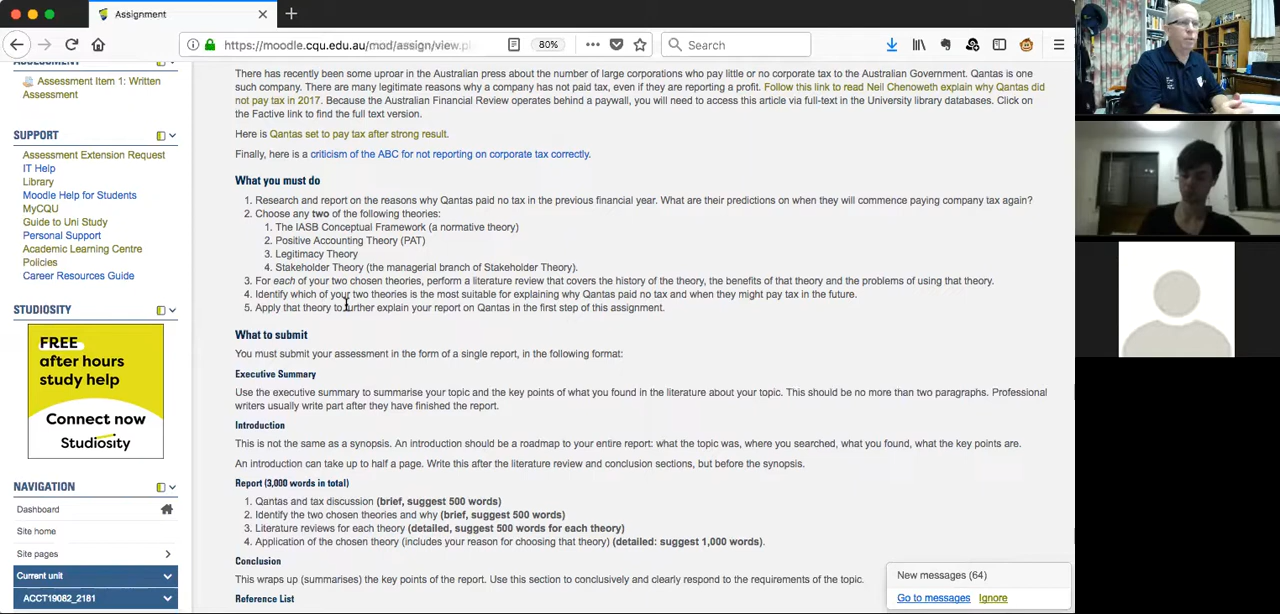 Assignment
https://moodle.cqu.edu.au/mod/assign/view.p
80%
Search
Assessment Item 1: Written
Assessment
SUPPORT
Assessment Extension Request
IT Help
Library
Moodle Help for Students
MyCQU
Guide to Uni Study
Personal Support
Academic Learning Centre
Policies
Career Resources Guide
STUDIOSITY
FREE
after hours
study help
Connect now
Studiosity
NAVIGATION
Dashboard
Site home
Site pages
Current unit
ACCT19082_2181
There has recently been some uproar in the Australian press about the number of large corporations who pay little or no corporate tax to the Australian Government. Qantas is one
such company. There are many legitimate reasons why a company has not paid tax, even if they are reporting a profit. Follow this link to read Neil Chenoweth explain why Qantas did
not pay tax in 2017. Because the Australian Financial Review operates behind a paywall, you will need to access this article via full-text in the University library databases. Click on
the Factive link to find the full text version.
Here is Qantas set to pay tax after strong result.
Finally, here is a criticism of the ABC for not reporting on corporate tax correctly.
What you must do
1. Research and report on the reasons why Qantas paid no tax in the previous financial year. What are their predictions on when they will commence paying company tax again?
2. Choose any two of the following theories:
1. The IASB Conceptual Framework (a normative theory)
2. Positive Accounting Theory (PAT)
3. Legitimacy Theory
4. Stakeholder Theory (the managerial branch of Stakeholder Theory).
3. For each of your two chosen theories, perform a literature review that covers the history of the theory, the benefits of that theory and the problems of using that theory.
4. Identify which of your two theories is the most suitable for explaining why Qantas paid no tax and when they might pay tax in the future.
5. Apply that theory to further explain your report on Qantas in the first step of this assignment.
What to submit
You must submit your assessment in the form of a single report, in the following format:
Executive Summary
Use the executive summary to summarise your topic and the key points of what you found in the literature about your topic. This should be no more than two paragraphs. Professional
writers usually write part after they have finished the report.
Introduction
This is not the same as a synopsis. An introduction should be a roadmap to your entire report: what the topic was, where you searched, what you found, what the key points are.
An introduction can take up to half a page. Write this after the literature review and conclusion sections, but before the synopsis.
Report (3,000 words in total)
1. Qantas and tax discussion (brief, suggest 500 words)
2. Identify the two chosen theories and why (brief, suggest 500 words)
3. Literature reviews for each theory (detailed, suggest 500 words for each theory)
4. Application of the chosen theory (includes your reason for choosing that theory) (detailed: suggest 1,000 words).
Conclusion
This wraps up (summarises) the key points of the report. Use this section to conclusively and clearly respond to the requirements of the topic.
Reference List
New messages (64)
Go to messages Ignore